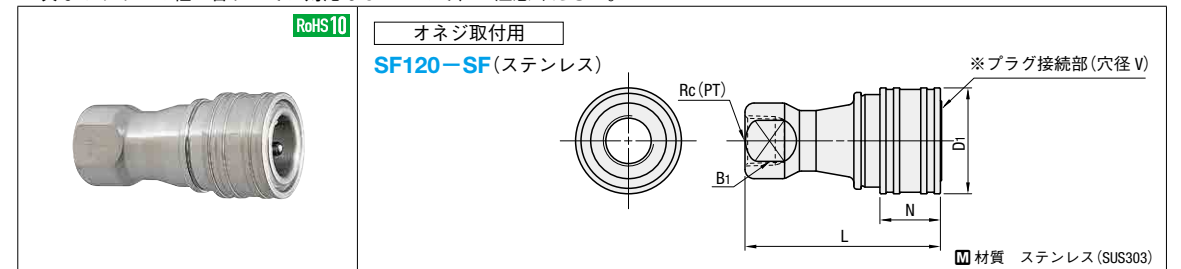 RoHS10
オネジ取付用
SF120－SF(ステンレス)
※プラグ接続部(穴径 V)
Rc(PT)
D1
B1
N
L
M 材質 ステンレス(SUS303)